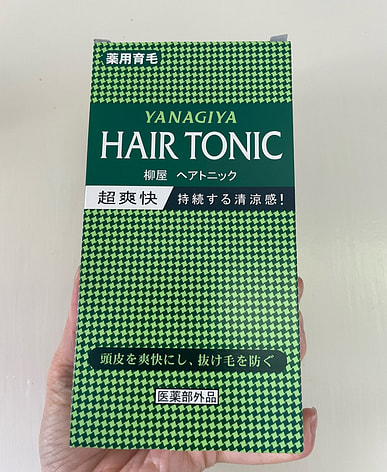 薬用育毛
YANAGIYA
HAIR TONIC
柳屋 ヘアトニック
超爽快 持続する清涼感!
頭皮を爽快にし、抜け毛を防ぐ
医薬部外品